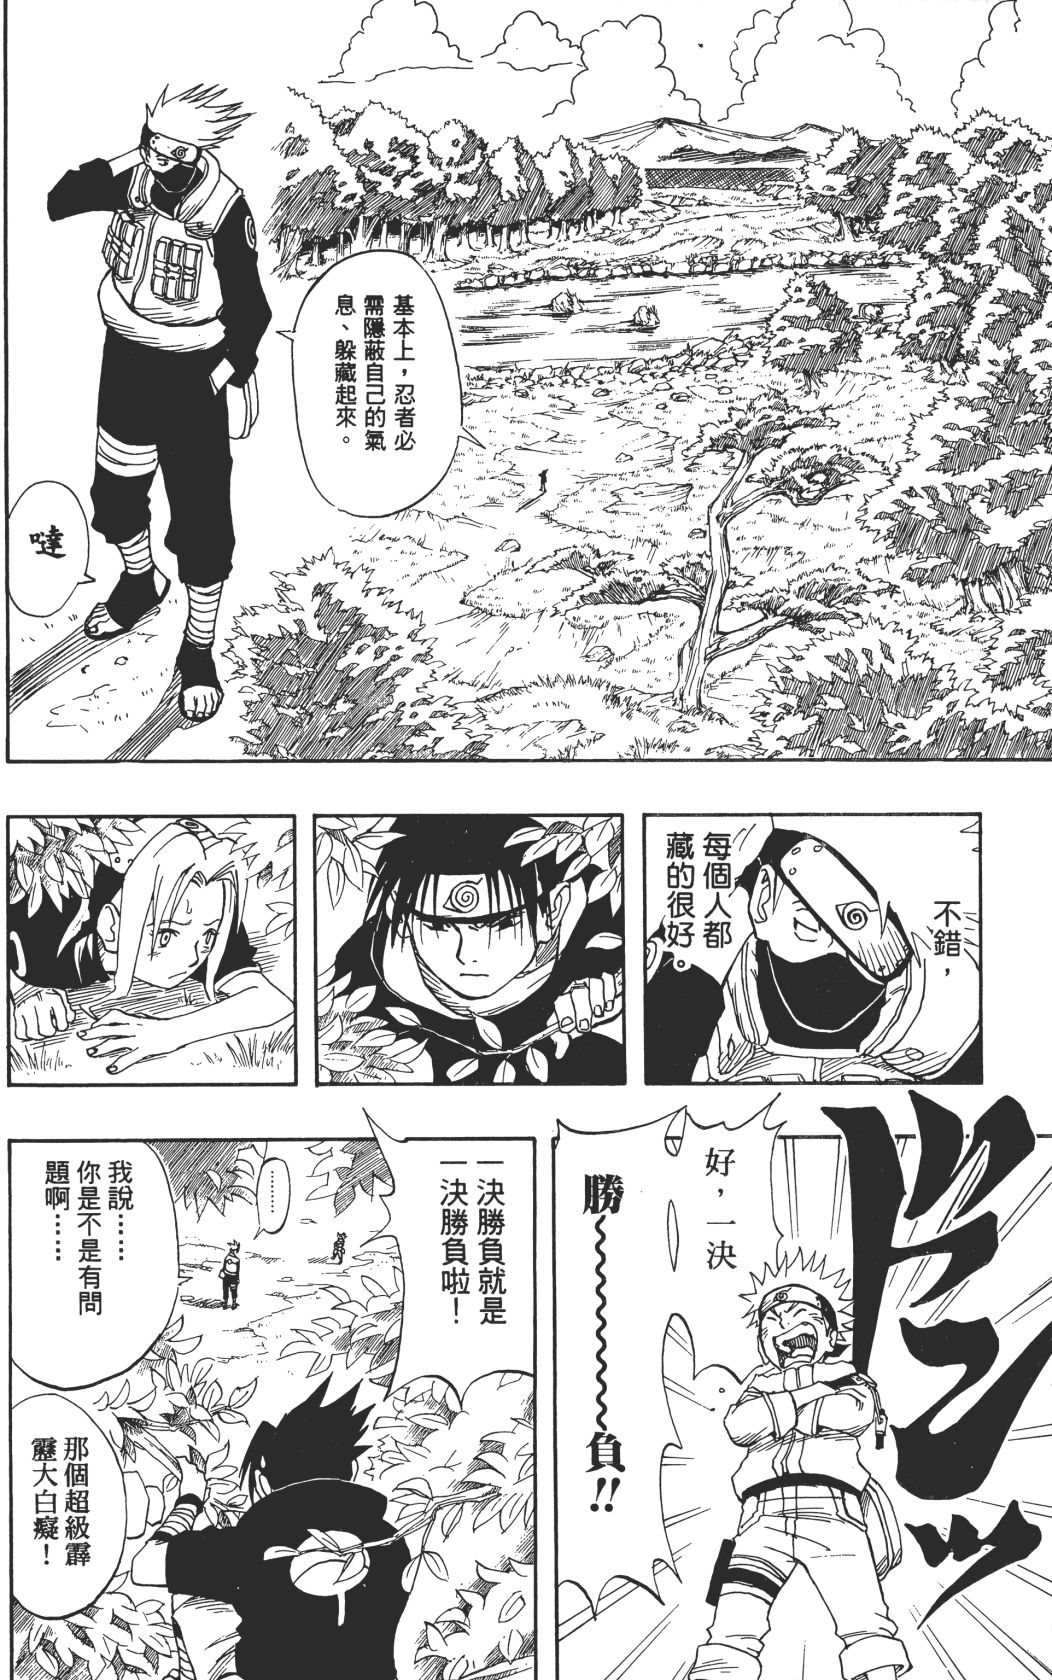 基本上，忍者必
需隱蔽自己的氣
息、躲藏起來。
噠
不錯，
每個人都
藏的很好。
ドンッ
好，一決
勝～～～～～負!!
一決勝負就是
一決勝負啦！
………
我說……
你是不是有問
題啊……
那個超級霹
靂大白癡！